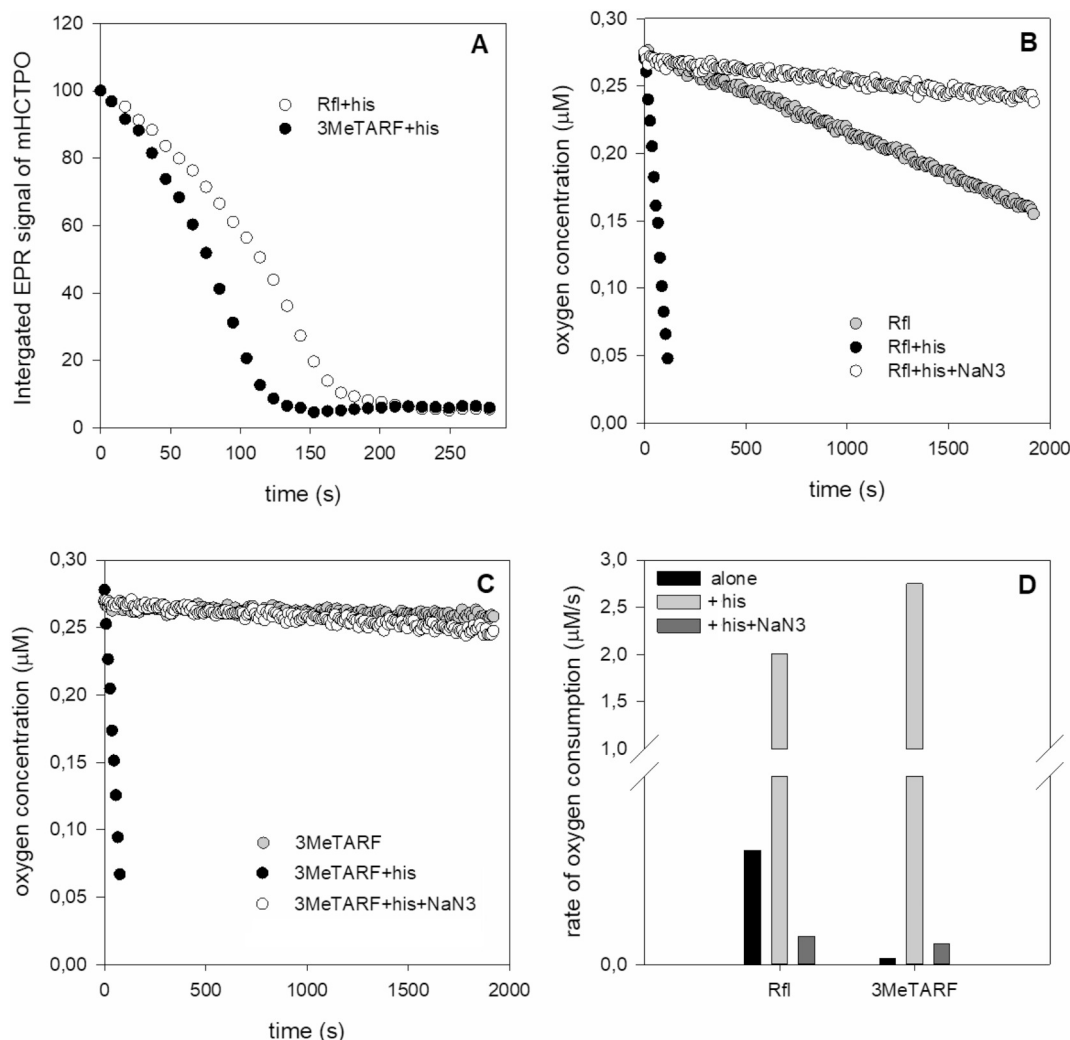 A
Intergated EPR signal of mHCTPO
120
100
80
60
40
20
0
Rfl+his
3MeTARF+his
0 50 100 150 200 250
time (s)
B
oxygen concentration (μM)
0,30
0,25
0,20
0,15
0,10
0,05
0,00
Rfl
Rfl+his
Rfl+his+NaN3
0 500 1000 1500 2000
time (s)
C
oxygen concentration (μM)
0,30
0,25
0,20
0,15
0,10
0,05
0,00
3MeTARF
3MeTARF+his
3MeTARF+his+NaN3
0 500 1000 1500 2000
time (s)
D
rate of oxygen consumption (μM/s)
3,0
2,5
2,0
1,5
1,0
0,0
alone
+ his
+ his+NaN3
Rfl 3MeTARF